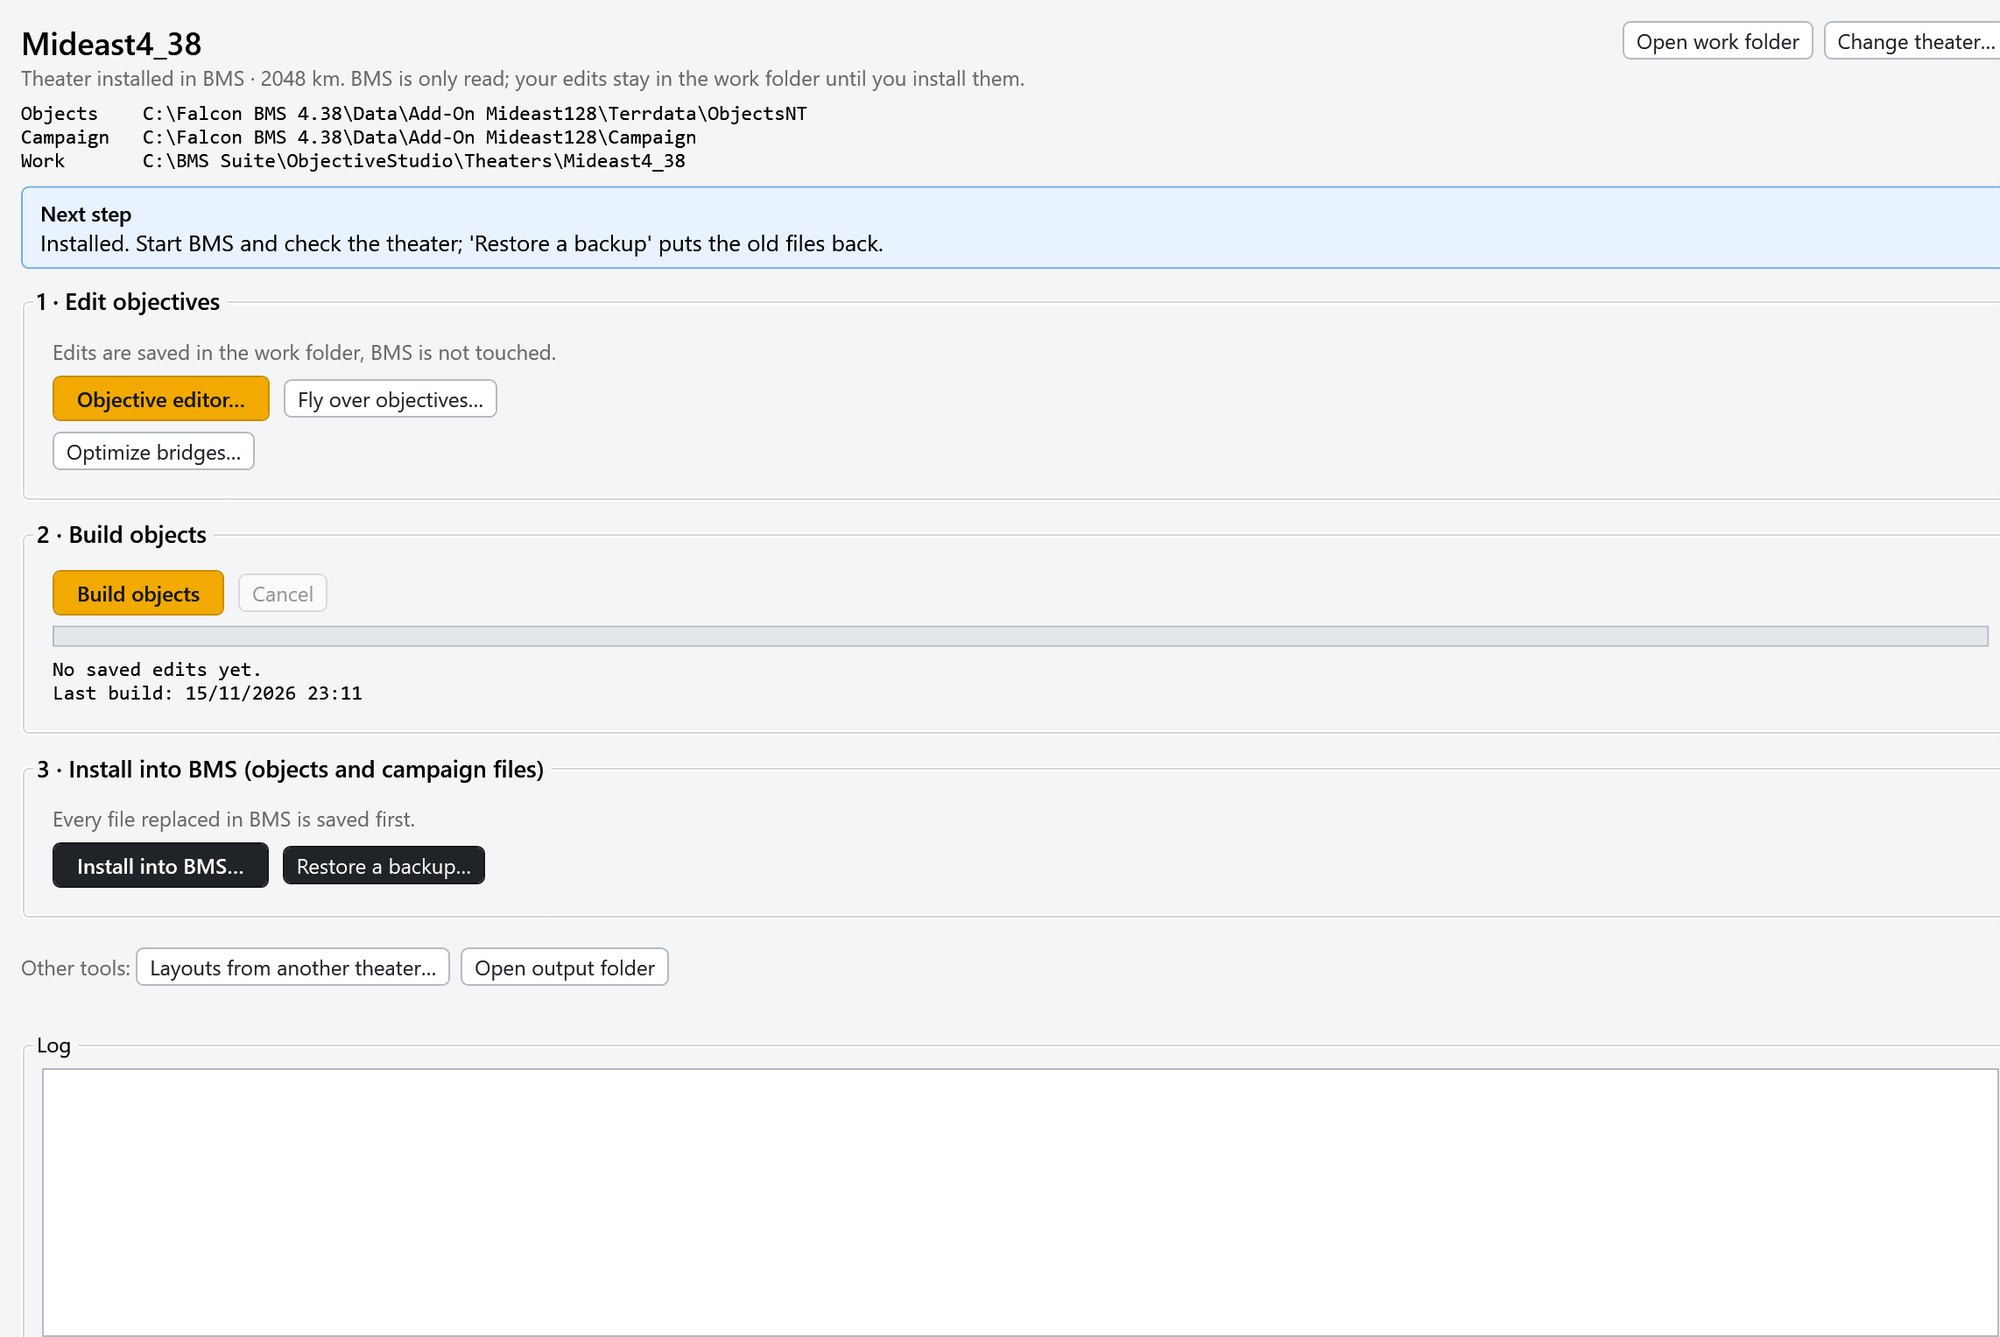 Mideast4_38
Open work folder
Change theater...
Theater installed in BMS · 2048 km. BMS is only read; your edits stay in the work folder until you install them.
Objects C:\Falcon BMS 4.38\Data\Add-On Mideast128\Terrdata\ObjectsNT
Campaign C:\Falcon BMS 4.38\Data\Add-On Mideast128\Campaign
Work C:\BMS Suite\ObjectiveStudio\Theaters\Mideast4_38
Next step
Installed. Start BMS and check the theater; 'Restore a backup' puts the old files back.
1 · Edit objectives
Edits are saved in the work folder, BMS is not touched.
Objective editor...
Fly over objectives...
Optimize bridges...
2 · Build objects
Build objects
Cancel
No saved edits yet.
Last build: 15/11/2026 23:11
3 · Install into BMS (objects and campaign files)
Every file replaced in BMS is saved first.
Install into BMS...
Restore a backup...
Other tools:
Layouts from another theater...
Open output folder
Log